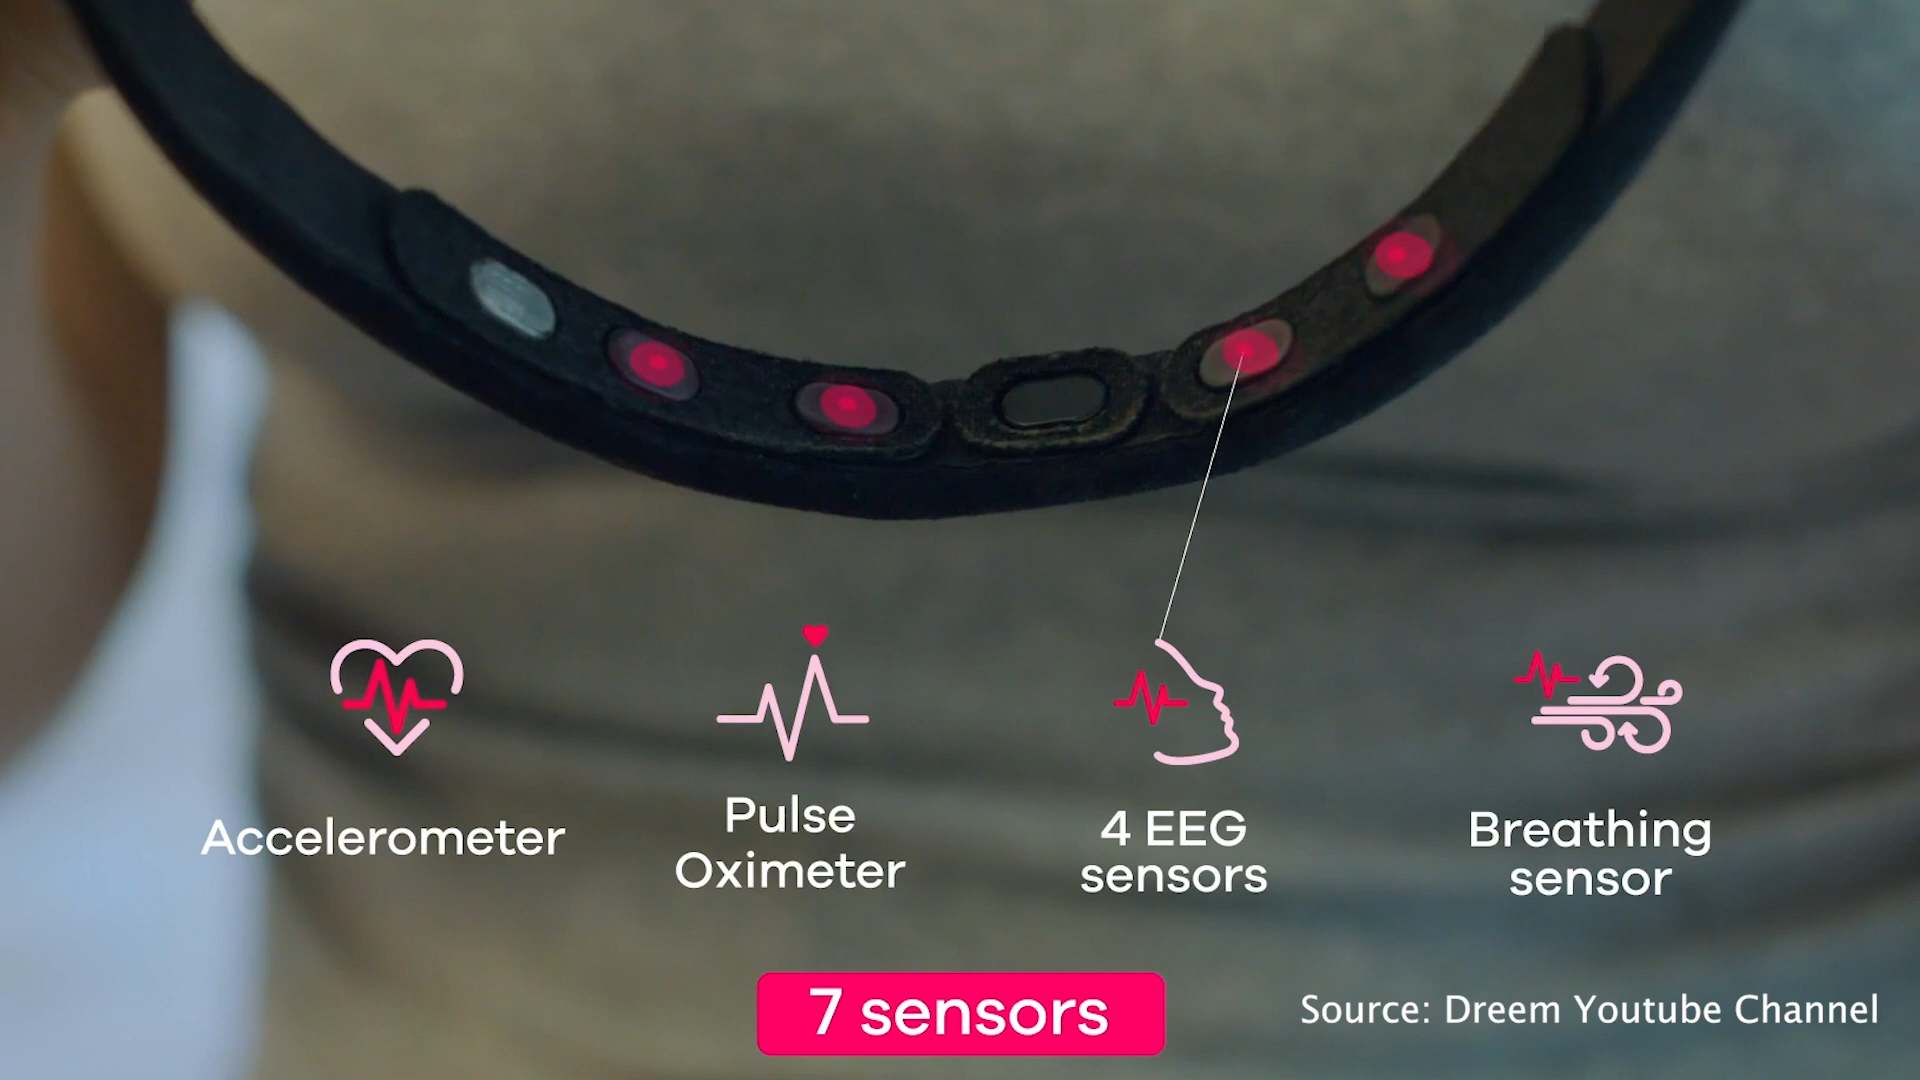 Accelerometer
Pulse
Oximeter
4 EEG
sensors
Breathing
sensor
7 sensors
Source: Dreem Youtube Channel